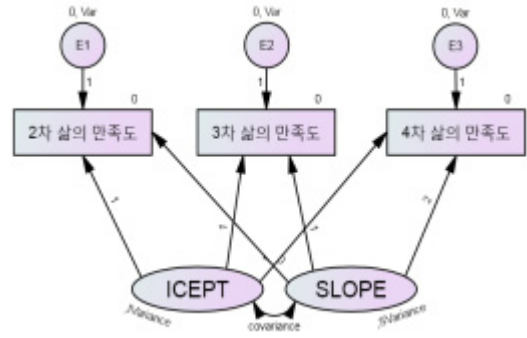 0, Var
0, Var
0, Var
E1
E2
E3
1
1
1
0
0
0
2차 삶의 만족도
3차 삶의 만족도
4차 삶의 만족도
1
1
0
1
2
ICEPT
SLOPE
,IVariance
covariance
,SVariance